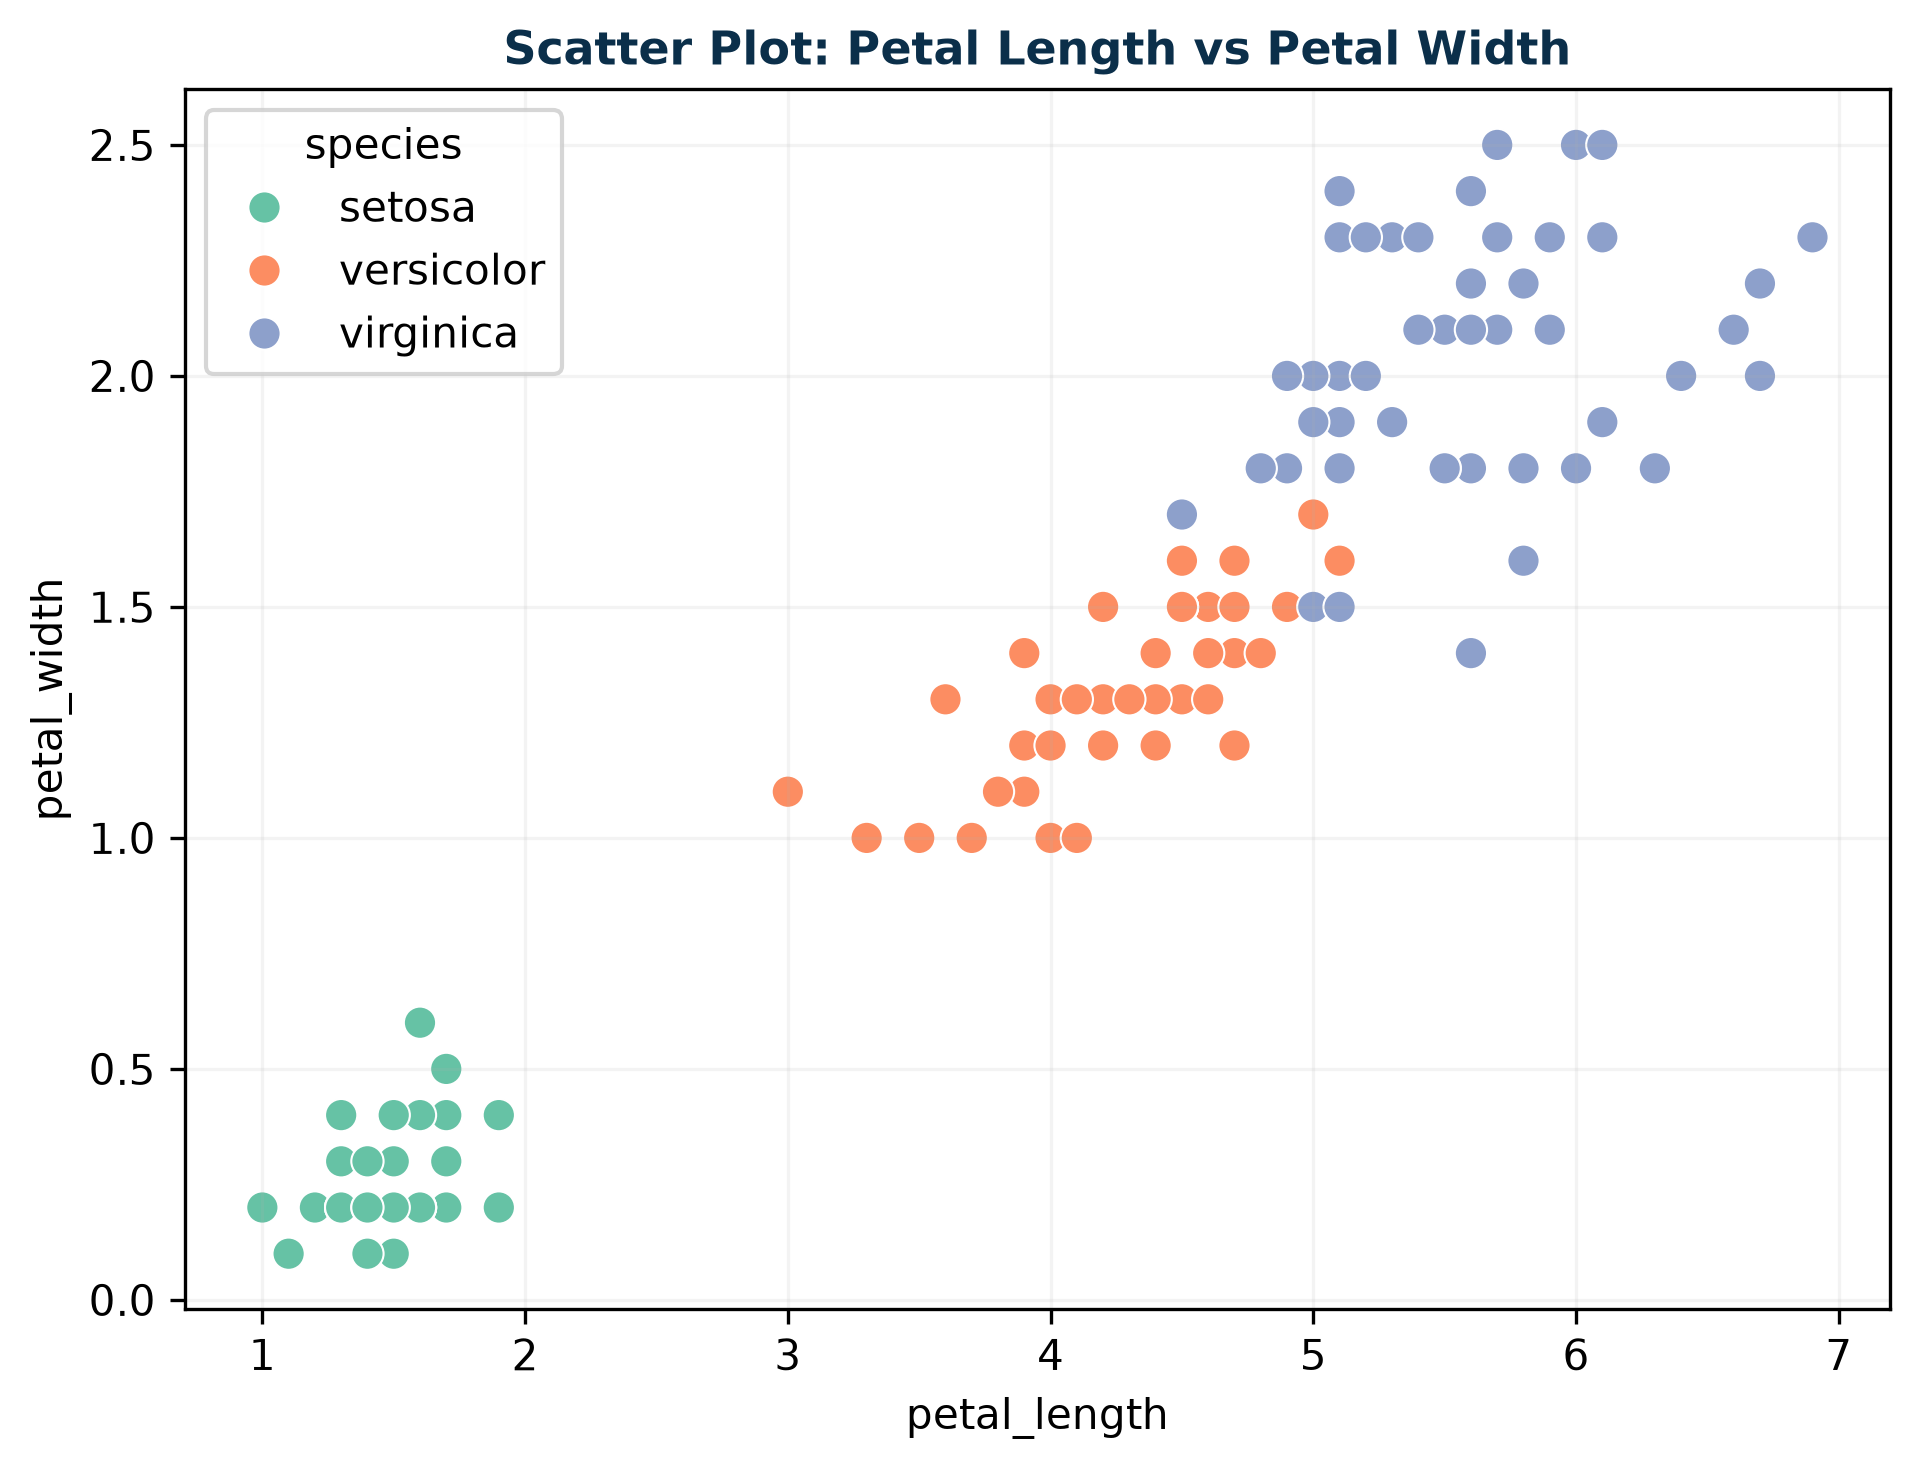 Scatter Plot: Petal Length vs Petal Width
species
setosa
versicolor
virginica
2.5
2.0
1.5
1.0
0.5
0.0
petal_width
1 2 3 4 5 6 7
petal_length